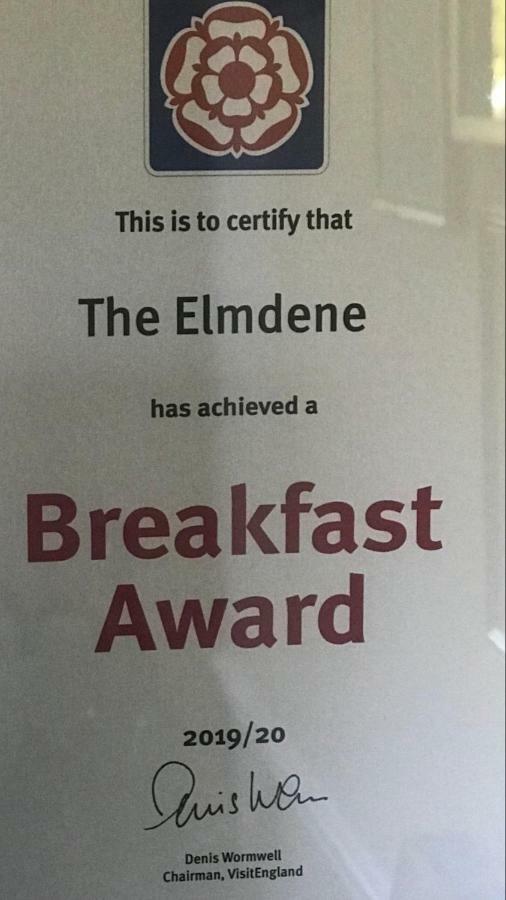 This is to certify that
The Elmdene
has achieved a
Breakfast
Award
2019/20
Denis Wormwell
Chairman, VisitEngland